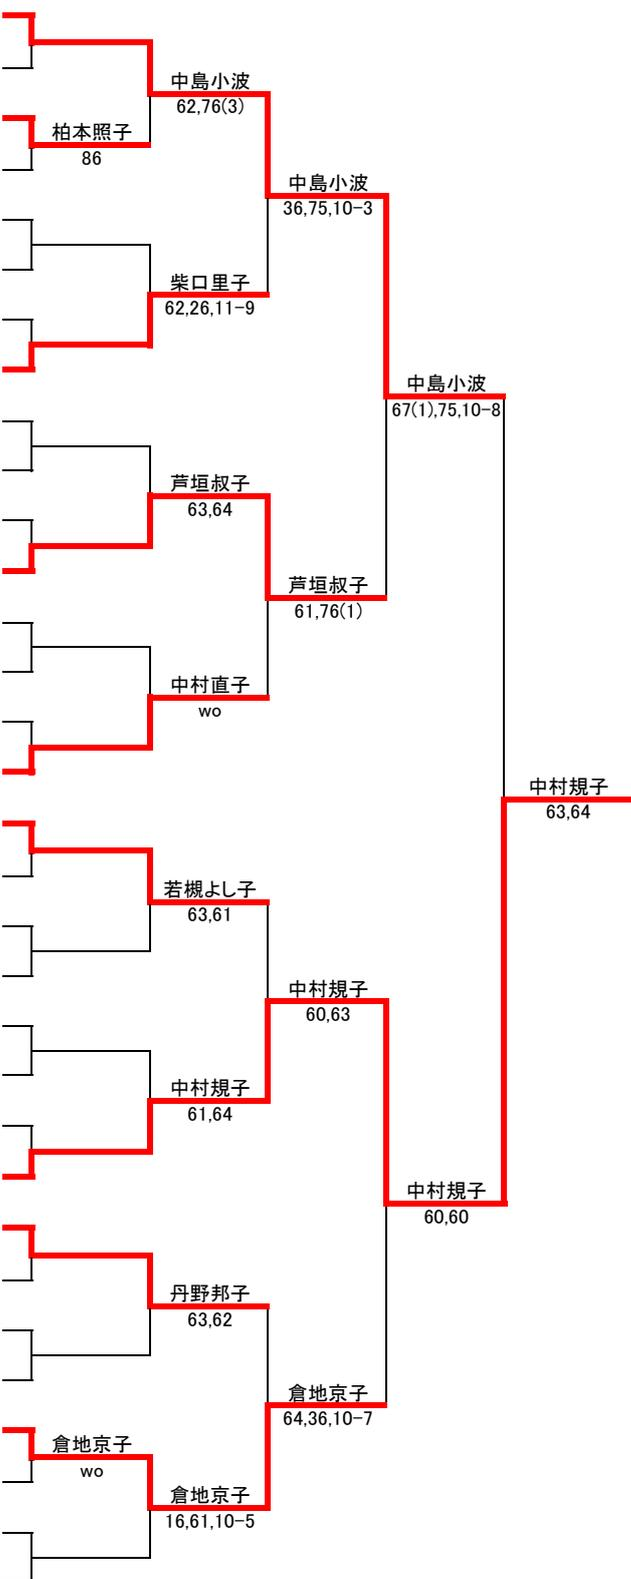 中島小波
62,76(3)
柏本照子
86
中島小波
36,75,10-3
柴口里子
62,26,11-9
中島小波
67(1),75,10-8
芦垣叔子
63,64
芦垣叔子
61,76(1)
中村直子
wo
中村規子
63,64
若槻よし子
63,61
中村規子
60,63
中村規子
61,64
中村規子
60,60
丹野邦子
63,62
倉地京子
64,36,10-7
倉地京子
wo
倉地京子
16,61,10-5